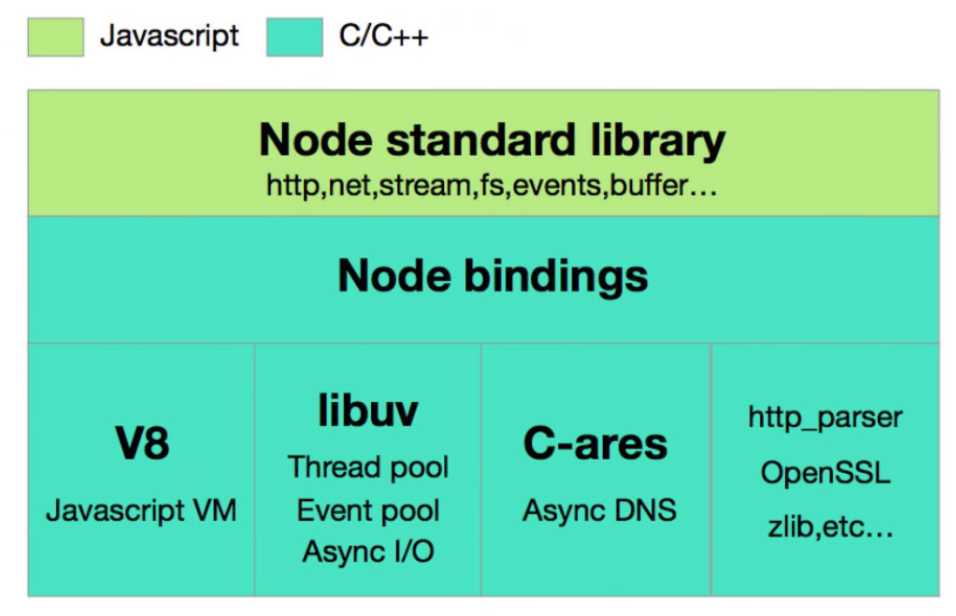 Javascript C/C++
Node standard library
http,net,stream,fs,events,buffer...
Node bindings
V8
Javascript VM
libuv
Thread pool
Event pool
Async I/O
C-ares
Async DNS
http_parser
OpenSSL
zlib,etc...